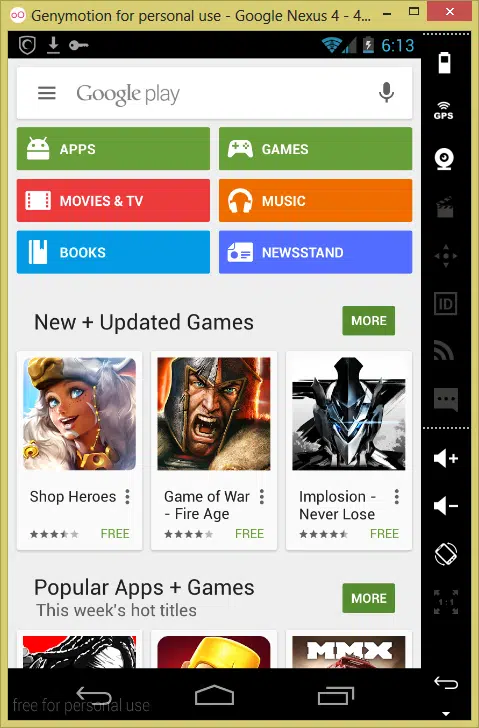 Genymotion for personal use - Google Nexus 4 - 4...
6:13
Google play
GPS
APPS
GAMES
MOVIES & TV
MUSIC
BOOKS
NEWSSTAND
ID
New + Updated Games
MORE
Shop Heroes
FREE
Game of War
- Fire Age
FREE
Implosion -
Never Lose
FREE
Popular Apps + Games
This week's hot titles
MORE
1:1
MMX
free for personal use